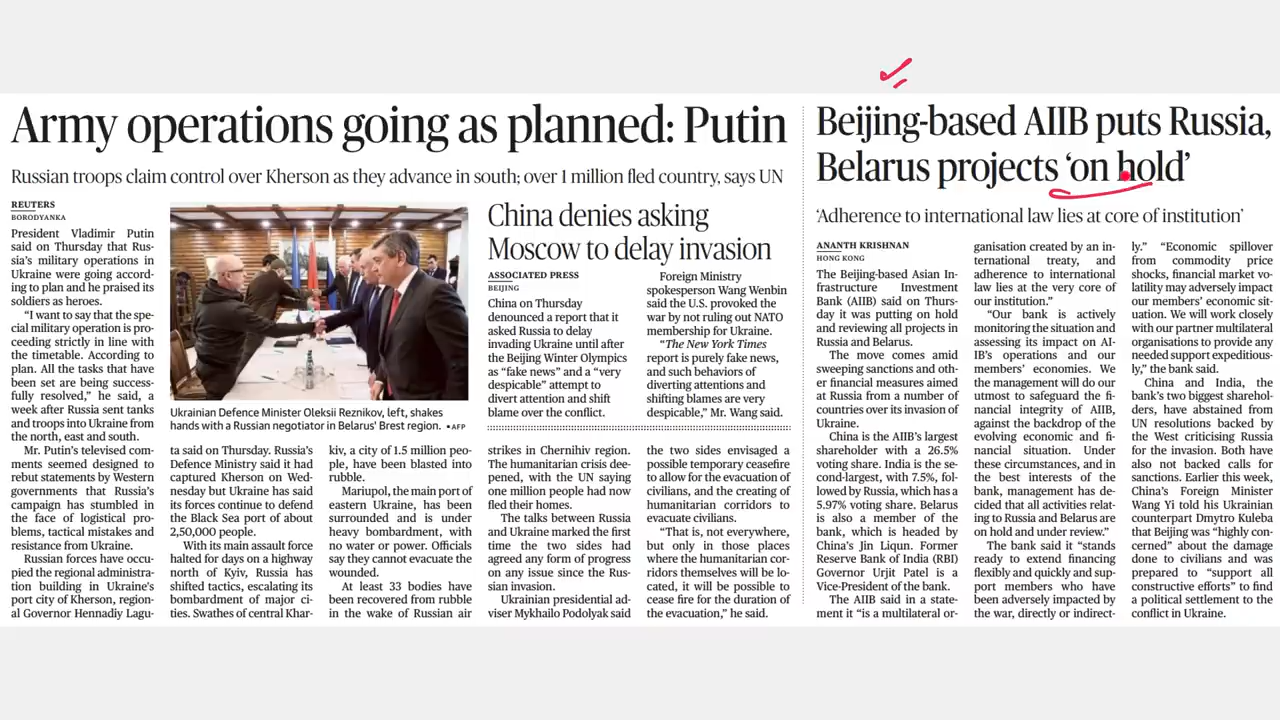 Army operations going as planned: Putin
Russian troops claim control over Kherson as they advance in south; over 1 million fled country, says UN
REUTERS
BORODYANKA
President Vladimir Putin
said on Thursday that Rus-
sia's military operations in
Ukraine were going accord-
ing to plan and he praised its
soldiers as heroes.
"I want to say that the spe-
cial military operation is pro-
ceeding strictly in line with
the timetable. According to
plan. All the tasks that have
been set are being success-
fully resolved," he said, a
week after Russia sent tanks
and troops into Ukraine from
the north, east and south.
Mr. Putin's televised com-
ments seemed designed to
rebut statements by Western
governments that Russia's
campaign has stumbled in
the face of logistical pro-
blems, tactical mistakes and
resistance from Ukraine.
Russian forces have occu-
pied the regional administra-
tion building in Ukraine's
port city of Kherson, region-
al Governor Hennadiy Lagu-
Ukrainian Defence Minister Oleksii Reznikov, left, shakes
hands with a Russian negotiator in Belarus' Brest region. ▪ AFP
ta said on Thursday. Russia's
Defence Ministry said it had
captured Kherson on Wed-
nesday but Ukraine has said
its forces continue to defend
the Black Sea port of about
2,50,000 people.
With its main assault force
halted for days on a highway
north of Kyiv, Russia has
shifted tactics, escalating its
bombardment of major ci-
ties. Swathes of central Khar-
kiv, a city of 1.5 million peo-
ple, have been blasted into
rubble.
Mariupol, the main port of
eastern Ukraine, has been
surrounded and is under
heavy bombardment, with
no water or power. Officials
say they cannot evacuate the
wounded.
At least 33 bodies have
been recovered from rubble
in the wake of Russian air
China denies asking
Moscow to delay invasion
ASSOCIATED PRESS
BEIJING
China on Thursday
denounced a report that it
asked Russia to delay
invading Ukraine until after
the Beijing Winter Olympics
as "fake news" and a "very
despicable" attempt to
divert attention and shift
blame over the conflict.
Foreign Ministry
spokesperson Wang Wenbin
said the U.S. provoked the
war by not ruling out NATO
membership for Ukraine.
"The New York Times
report is purely fake news,
and such behaviors of
diverting attentions and
shifting blames are very
despicable," Mr. Wang said.
strikes in Chernihiv region.
The humanitarian crisis dee-
pened, with the UN saying
one million people had now
fled their homes.
The talks between Russia
and Ukraine marked the first
time the two sides had
agreed any form of progress
on any issue since the Rus-
sian invasion.
Ukrainian presidential ad-
viser Mykhailo Podolyak said
the two sides envisaged a
possible temporary ceasefire
to allow for the evacuation of
civilians, and the creating of
humanitarian corridors to
evacuate civilians.
"That is, not everywhere,
but only in those places
where the humanitarian cor-
ridors themselves will be lo-
cated, it will be possible to
cease fire for the duration of
the evacuation," he said.
Beijing-based AIIB puts Russia,
Belarus projects 'on hold'
'Adherence to international law lies at core of institution'
ANANTH KRISHNAN
HONG KONG
The Beijing-based Asian In-
frastructure Investment
Bank (AIIB) said on Thurs-
day it was putting on hold
and reviewing all projects in
Russia and Belarus.
The move comes amid
sweeping sanctions and oth-
er financial measures aimed
at Russia from a number of
countries over its invasion of
Ukraine.
China is the AIIB's largest
shareholder with a 26.5%
voting share. India is the se-
cond-largest, with 7.5%, fol-
lowed by Russia, which has a
5.97% voting share. Belarus
is also a member of the
bank, which is headed by
China's Jin Liqun. Former
Reserve Bank of India (RBI)
Governor Urjit Patel is a
Vice-President of the bank.
The AIIB said in a state-
ment it "is a multilateral or-
ganisation created by an in-
ternational treaty, and
adherence to international
law lies at the very core of
our institution."
"Our bank is actively
monitoring the situation and
assessing its impact on AI-
IB's operations and our
members' economies. We
the management will do our
utmost to safeguard the fi-
nancial integrity of AIIB,
against the backdrop of the
evolving economic and fi-
nancial situation. Under
these circumstances, and in
the best interests of the
bank, management has de-
cided that all activities relat-
ing to Russia and Belarus are
on hold and under review."
The bank said it "stands
ready to extend financing
flexibly and quickly and sup-
port members who have
been adversely impacted by
the war, directly or indirect-
ly." "Economic spillover
from commodity price
shocks, financial market vo-
latility may adversely impact
our members' economic sit-
uation. We will work closely
with our partner multilateral
organisations to provide any
needed support expeditious-
ly," the bank said.
China and India, the
bank's two biggest sharehol-
ders, have abstained from
UN resolutions backed by
the West criticising Russia
for the invasion. Both have
also not backed calls for
sanctions. Earlier this week,
China's Foreign Minister
Wang Yi told his Ukrainian
counterpart Dmytro Kuleba
that Beijing was "highly con-
cerned" about the damage
done to civilians and was
prepared to "support all
constructive efforts" to find
a political settlement to the
conflict in Ukraine.